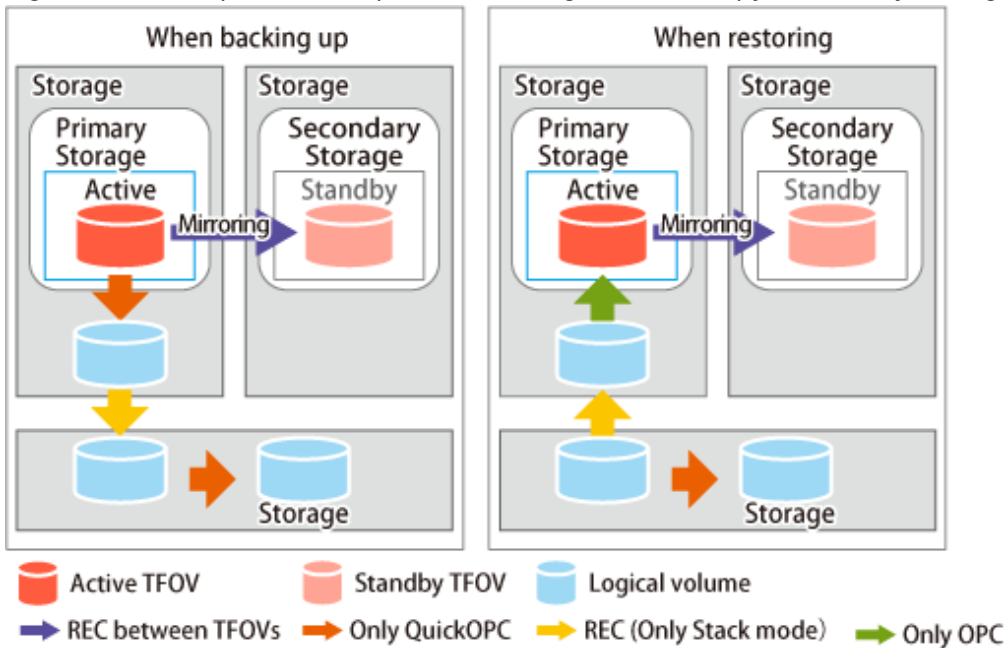 When backing up
Storage
Storage
Primary
Storage
Secondary
Storage
Active
Standby
Mirroring
Storage
When restoring
Storage
Storage
Primary
Storage
Secondary
Storage
Active
Standby
Mirroring
Storage
Active TFOV
Standby TFOV
Logical volume
REC between TFOVs
Only QuickOPC
REC (Only Stack mode)
Only OPC